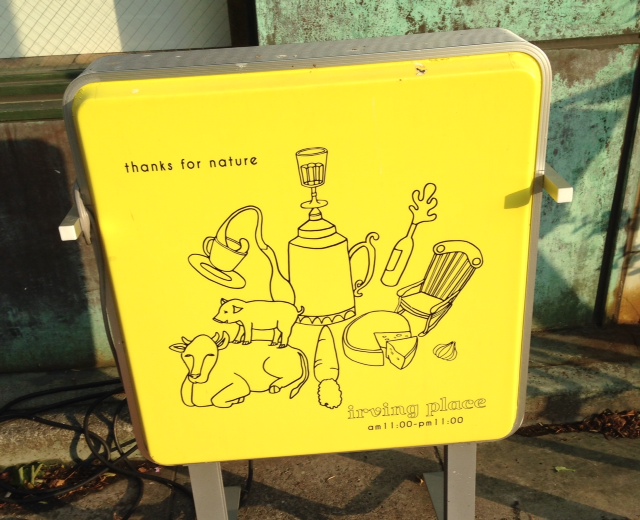 thanks for nature
irving place
am11:00-pm11:00